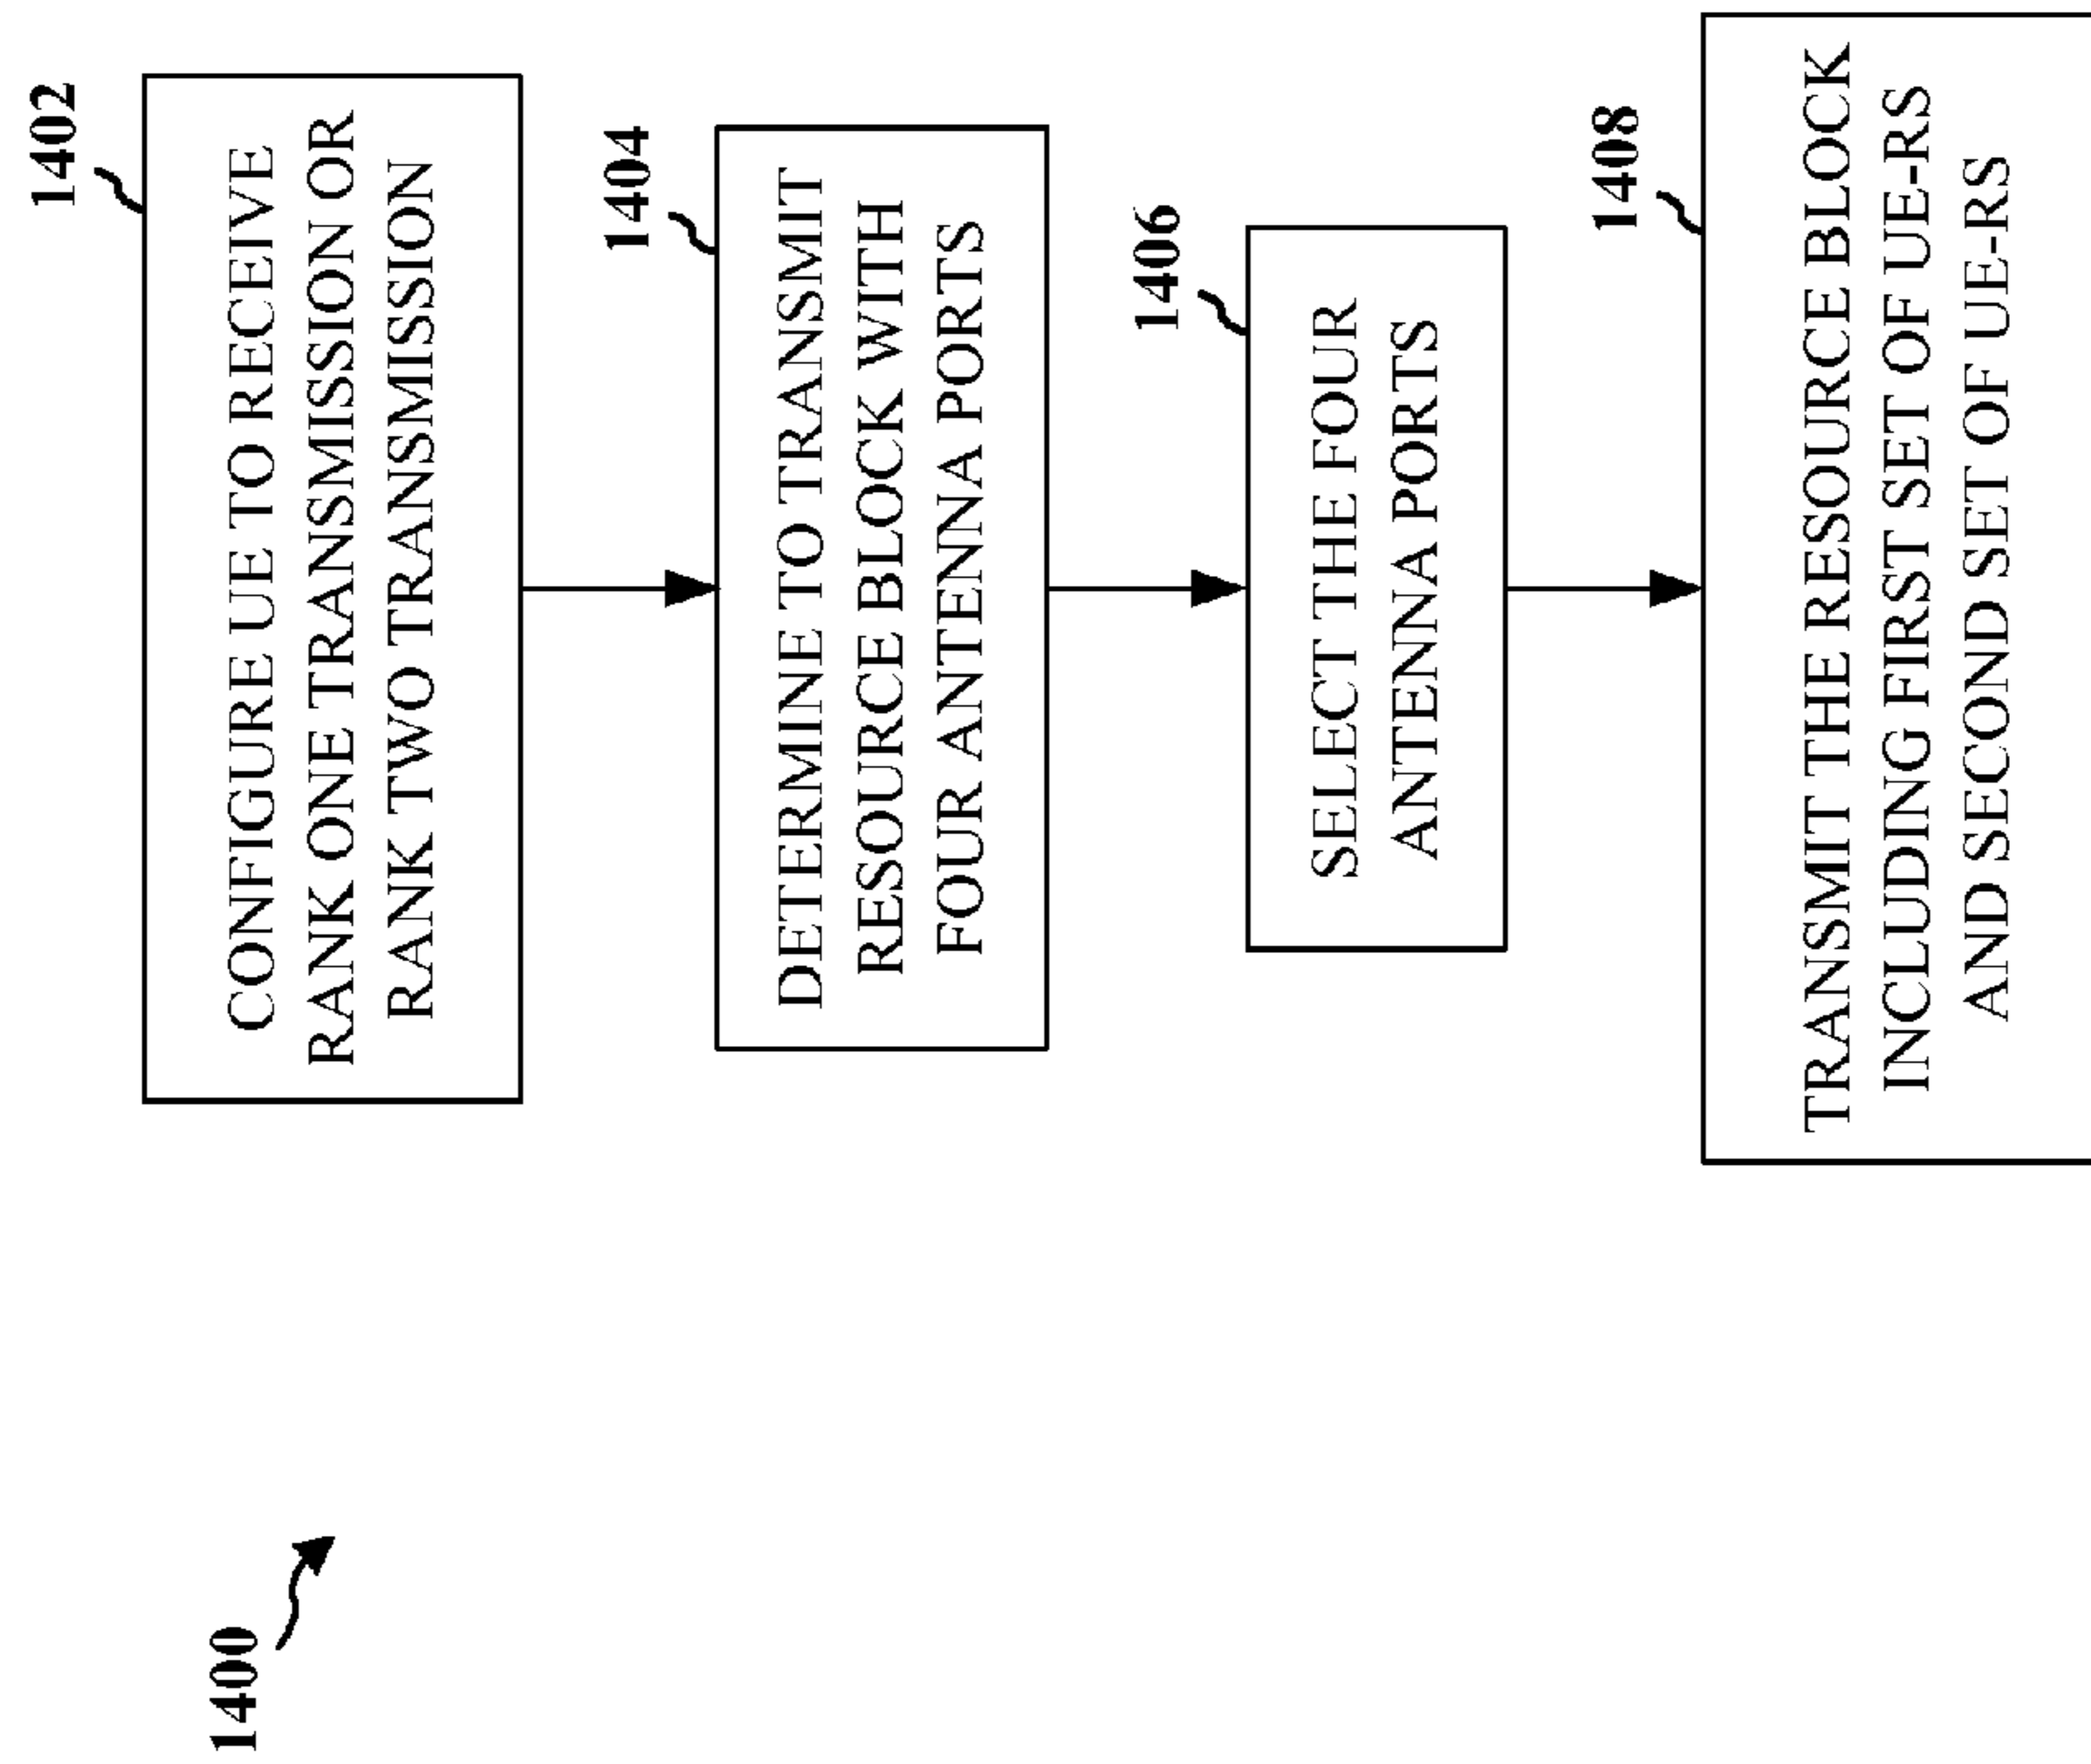 1400
1402
CONFIGURE UE TO RECEIVE
RANK ONE TRANSMISSION OR
RANK TWO TRANSMISSION
1404
DETERMINE TO TRANSMIT
RESOURCE BLOCK WITH
FOUR ANTENNA PORTS
1406
SELECT THE FOUR
ANTENNA PORTS
1408
TRANSMIT THE RESOURCE BLOCK
INCLUDING FIRST SET OF UE-RS
AND SECOND SET OF UE-RS